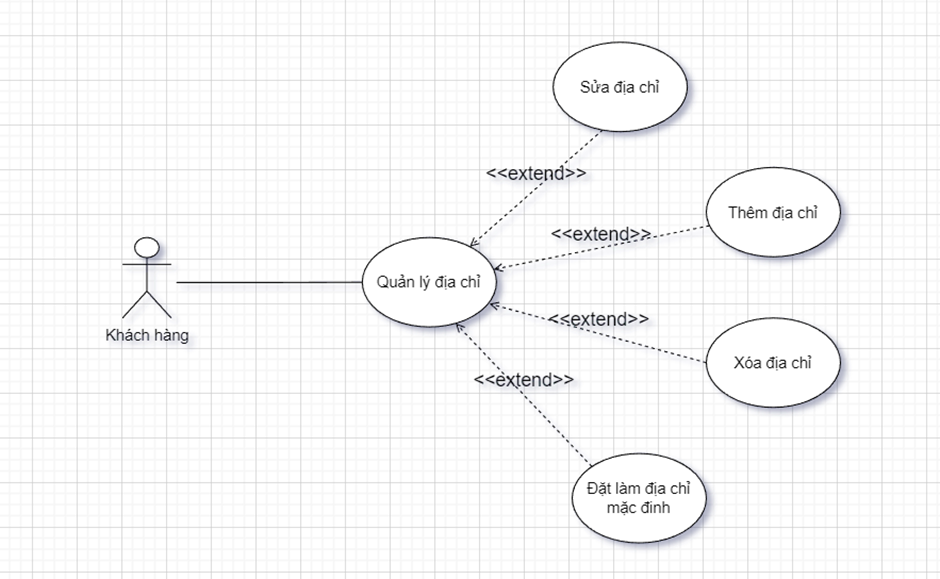 Sửa địa chỉ
<<extend>>
Thêm địa chỉ
<<extend>>
Quản lý địa chỉ
Khách hàng
<<extend>>
Xóa địa chỉ
<<extend>>
Đặt làm địa chỉ
mặc đinh